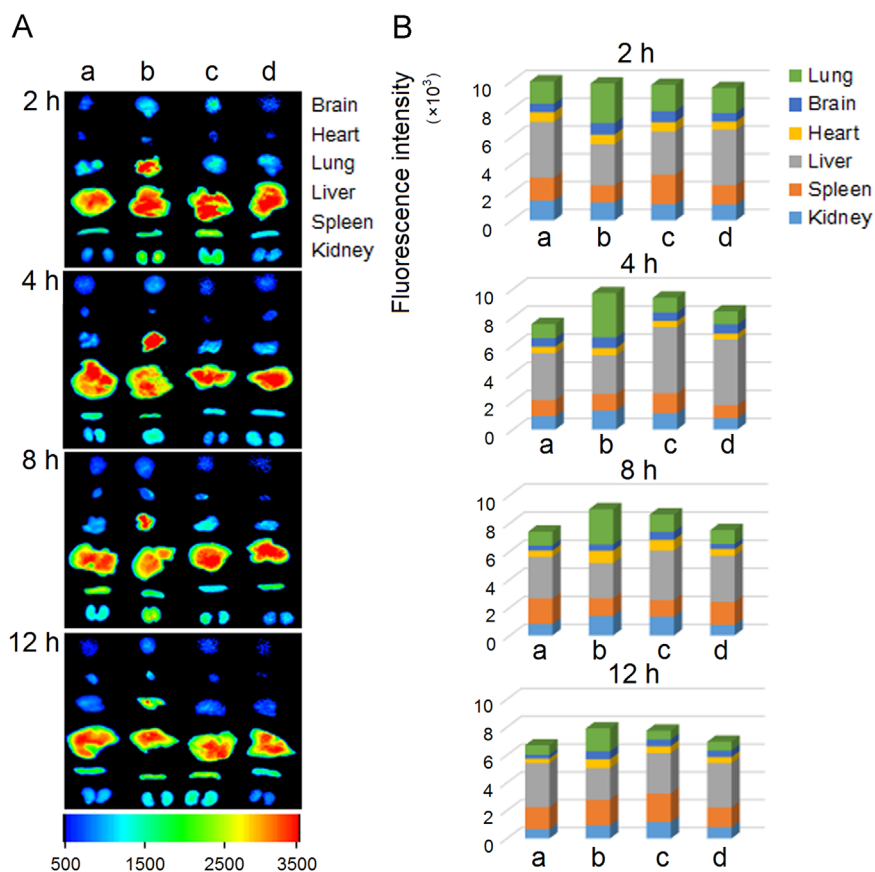 A
a b c d
2 h
Brain
Heart
Lung
Liver
Spleen
Kidney
4 h
8 h
12 h
500 1500 2500 3500
B
Fluorescence intensity
(×10³)
2 h
10
8
6
4
2
0
a b c d
Lung
Brain
Heart
Liver
Spleen
Kidney
4 h
10
8
6
4
2
0
a b c d
8 h
10
8
6
4
2
0
a b c d
12 h
10
8
6
4
2
0
a b c d